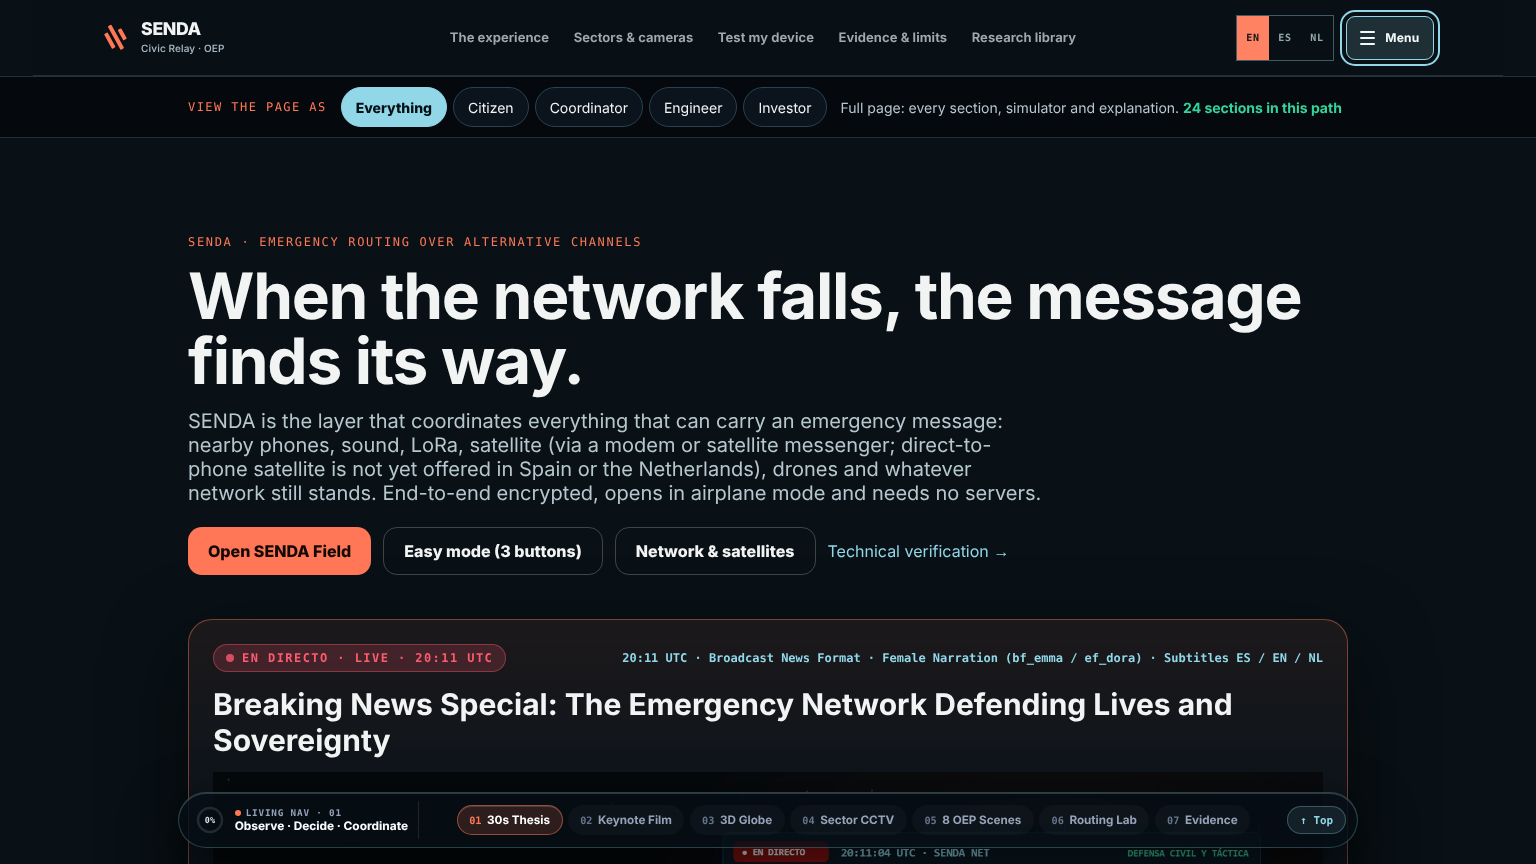 SENDA
Civic Relay · OEP
The experience
Sectors & cameras
Test my device
Evidence & limits
Research library
EN ES NL
Menu
VIEW THE PAGE AS
Everything
Citizen
Coordinator
Engineer
Investor
Full page: every section, simulator and explanation. 24 sections in this path
SENDA · EMERGENCY ROUTING OVER ALTERNATIVE CHANNELS
When the network falls, the message
finds its way.
SENDA is the layer that coordinates everything that can carry an emergency message:
nearby phones, sound, LoRa, satellite (via a modem or satellite messenger; direct-to-
phone satellite is not yet offered in Spain or the Netherlands), drones and whatever
network still stands. End-to-end encrypted, opens in airplane mode and needs no servers.
Open SENDA Field
Easy mode (3 buttons)
Network & satellites
Technical verification →
EN DIRECTO · LIVE · 20:11 UTC
20:11 UTC · Broadcast News Format · Female Narration (bf_emma / ef_dora) · Subtitles ES / EN / NL
Breaking News Special: The Emergency Network Defending Lives and
Sovereignty
0%
LIVING NAV · 01
Observe · Decide · Coordinate
01 30s Thesis
02 Keynote Film
03 3D Globe
04 Sector CCTV
05 8 OEP Scenes
06 Routing Lab
07 Evidence
↑ Top
EN DIRECTO
20:11:04 UTC · SENDA NET
DEFENSA CIVIL Y TÁCTICA